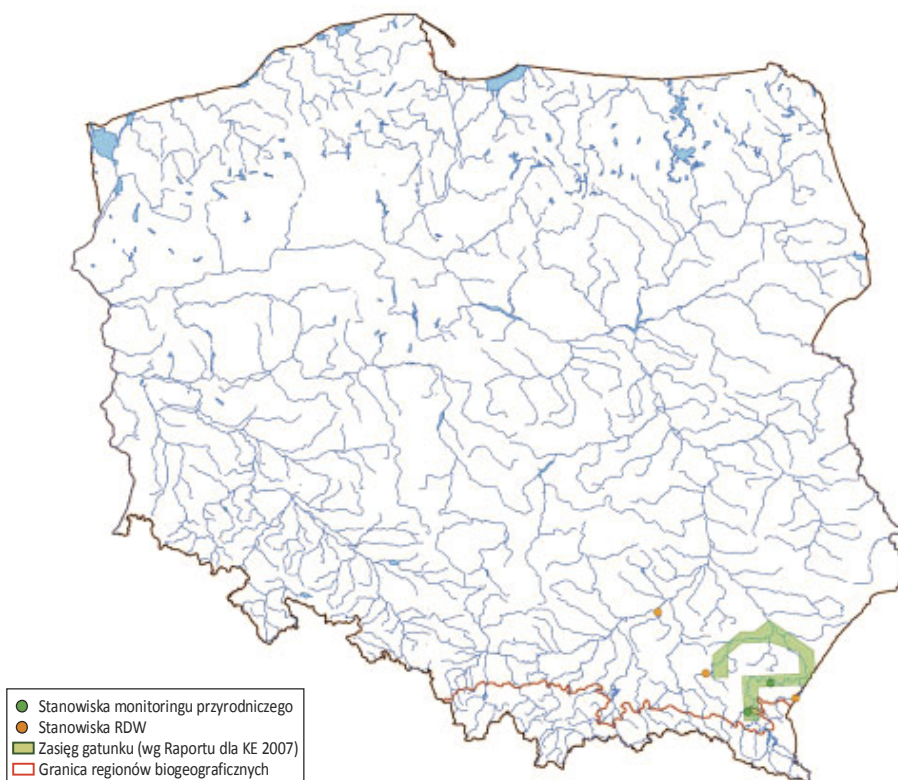 Stanowiska monitoringu przyrodniczego
Stanowiska RDW
Zasięg gatunku (wg Raportu dla KE 2007)
Granica regionów biogeograficznych